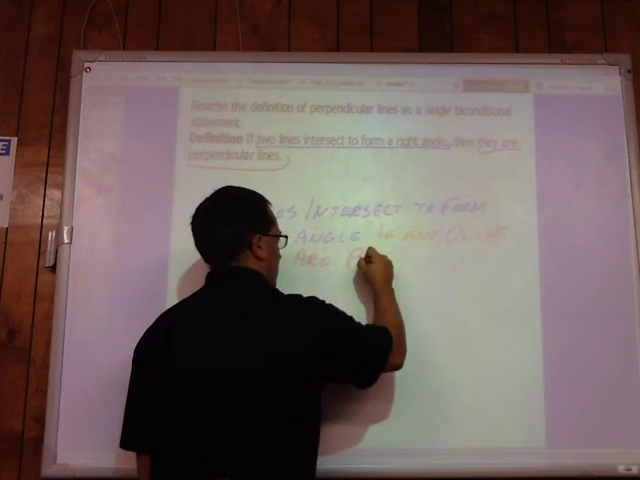 Rewrite the definition of perpendicular lines as a single biconditional
statement.
Definition If two lines intersect to form a right angle, then they are
perpendicular lines.
ES INTERSECT TO FORM
ANGLE IF AND ONLY IF
ARE P